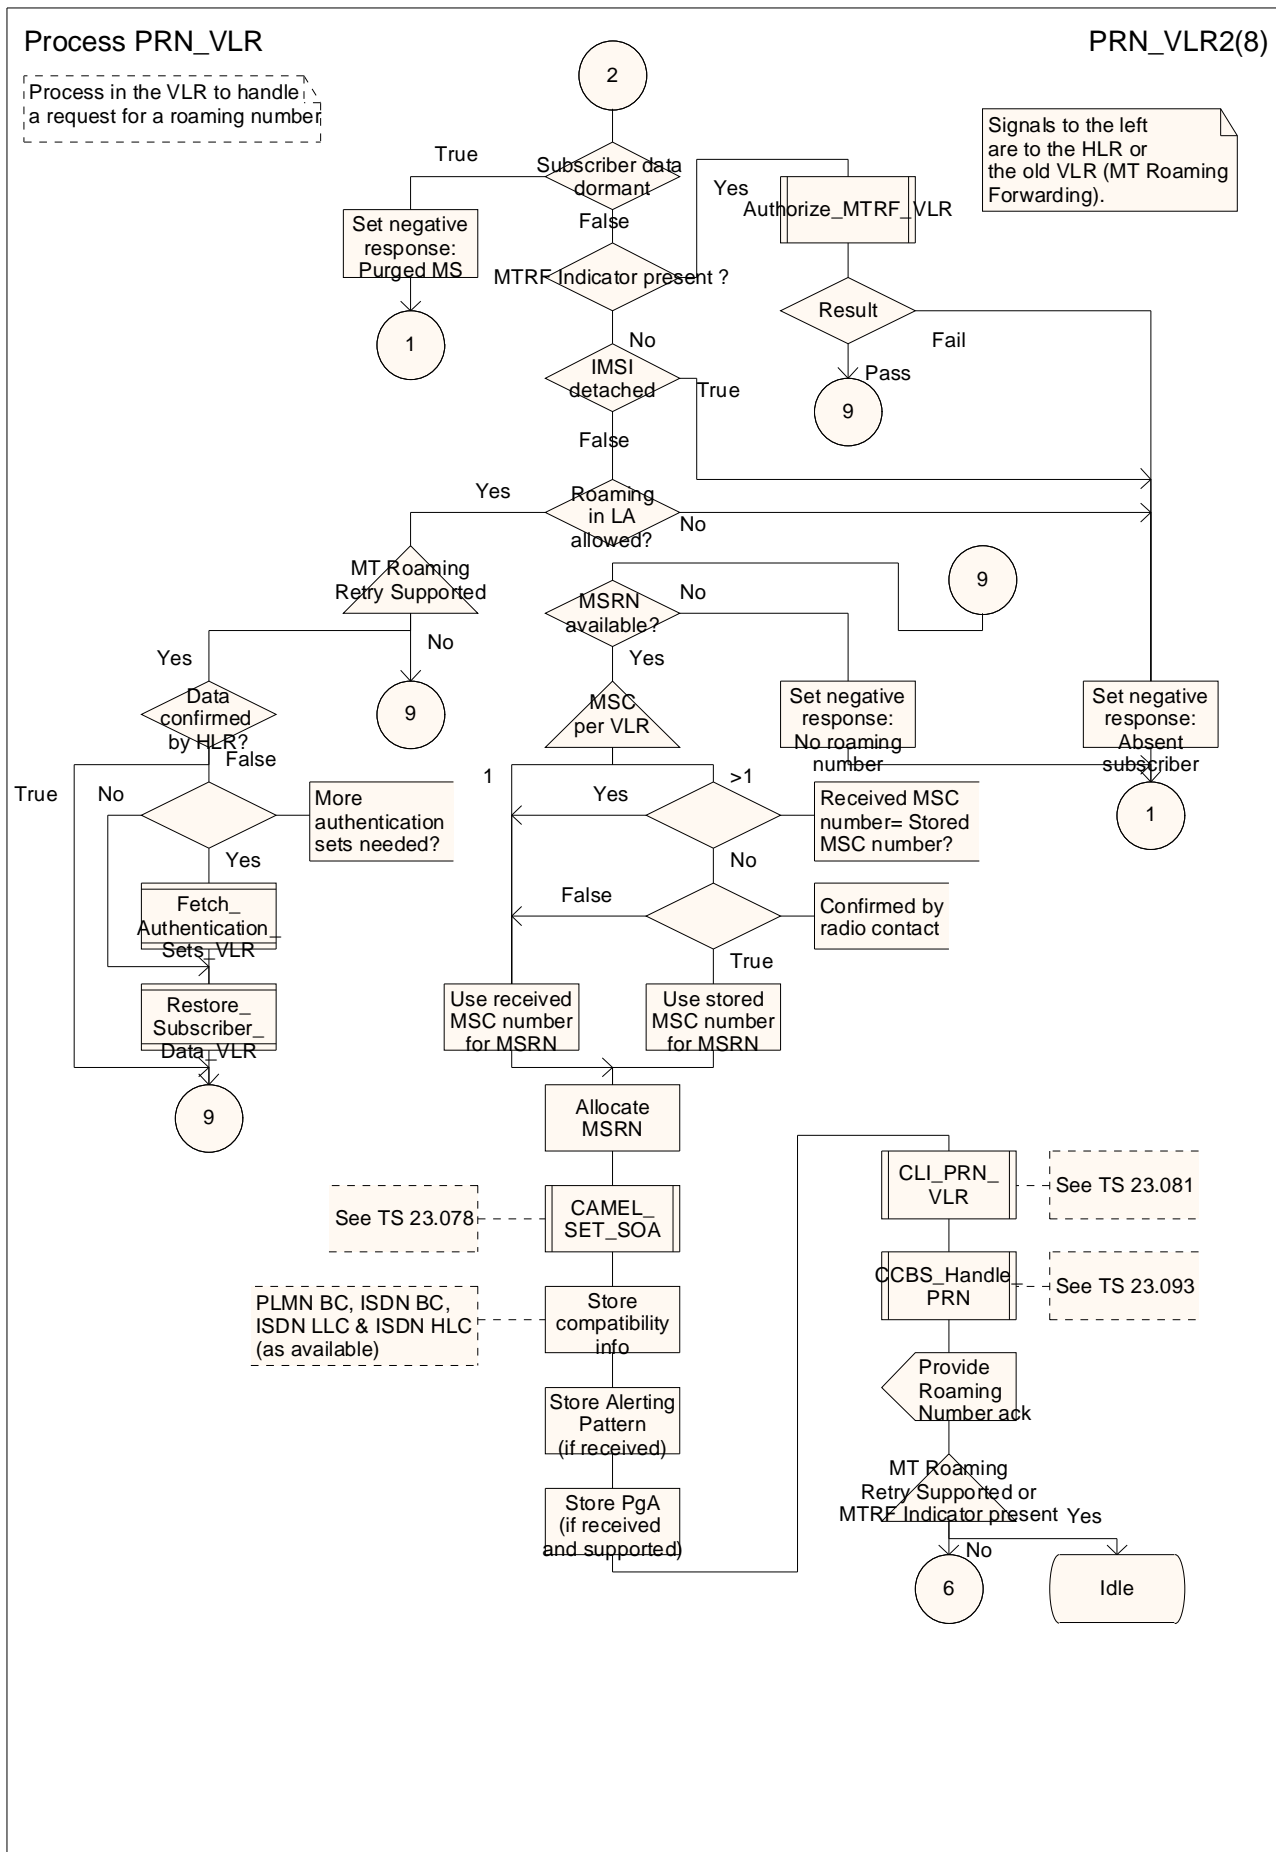 Process PRN_VLR
PRN_VLR2(8)
Process in the VLR to handle
a request for a roaming number
2
Signals to the left
are to the HLR or
the old VLR (MT Roaming
Forwarding).
True
Subscriber data
dormant
Yes
Authorize_MTRF_VLR
False
Set negative
response:
Purged MS
MTRF Indicator present ?
Result
1
No
Fail
IMSI
detached
Pass
True
9
False
Yes
Roaming
in LA
allowed?
No
MT Roaming
Retry Supported
MSRN
available?
No
9
No
Yes
Yes
Data
confirmed
by HLR?
9
MSC
per VLR
Set negative
response:
No roaming
number
Set negative
response:
Absent
subscriber
False
True
No
1
>1
More
authentication
sets needed?
Yes
Received MSC
number= Stored
MSC number?
1
Yes
No
Fetch_
Authentication_
Sets_VLR
False
Confirmed by
radio contact
True
Restore_
Subscriber_
Data_VLR
Use received
MSC number
for MSRN
Use stored
MSC number
for MSRN
9
Allocate
MSRN
CLI_PRN_
VLR
See TS 23.081
See TS 23.078
CAMEL_
SET_SOA
CCBS_Handle_
PRN
See TS 23.093
PLMN BC, ISDN BC,
ISDN LLC & ISDN HLC
(as available)
Store
compatibility
info
Provide
Roaming
Number ack
Store Alerting
Pattern
(if received)
MT Roaming
Retry Supported or
MTRF Indicator present
Yes
Store PgA
(if received
and supported)
No
6
Idle